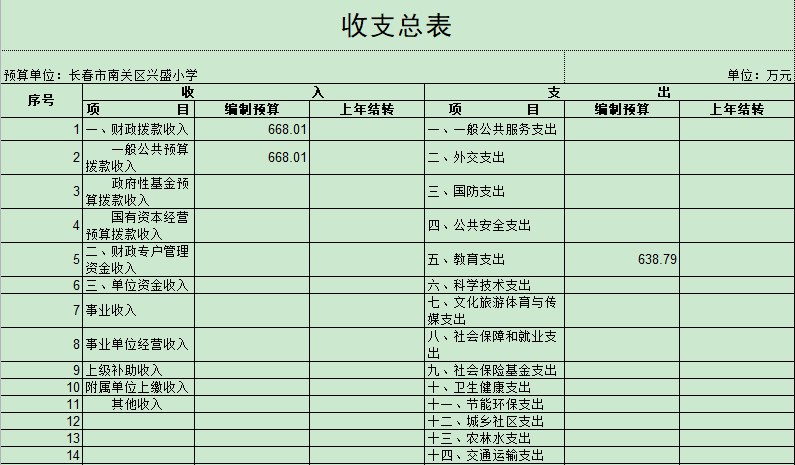 收支总表
预算单位：长春市南关区兴盛小学 单位：万元
序号 收 入 支 出
项 目 编制预算 上年结转 项 目 编制预算 上年结转
1 一、财政拨款收入 668.01 一、一般公共服务支出
2 一般公共预算 668.01 二、外交支出
拨款收入
3 政府性基金预 三、国防支出
算拨款收入
4 国有资本经营 四、公共安全支出
预算拨款收入
5 二、财政专户管理 五、教育支出 638.79
资金收入
6 三、单位资金收入 六、科学技术支出
7 事业收入 七、文化旅游体育与传
媒支出
8 事业单位经营收入 八、社会保障和就业支
出
9 上级补助收入 九、社会保险基金支出
10 附属单位上缴收入 十、卫生健康支出
11 其他收入 十一、节能环保支出
12 十二、城乡社区支出
13 十三、农林水支出
14 十四、交通运输支出